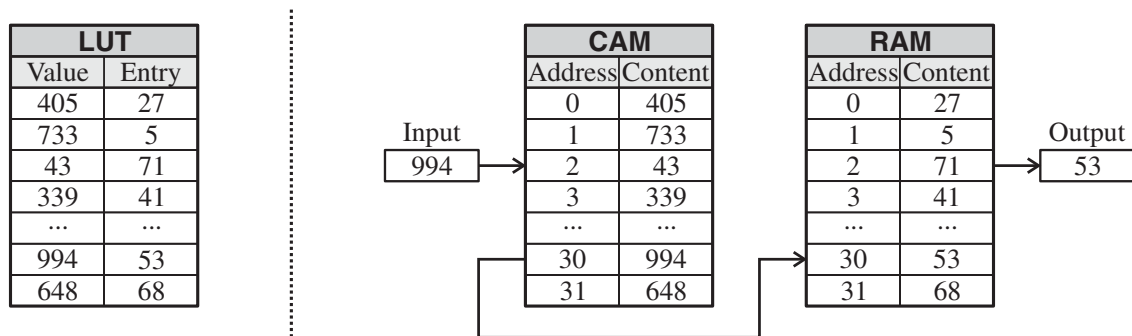 LUT
Value Entry
405 27
733 5
43 71
339 41
... ...
994 53
648 68
Input
994
CAM
Address Content
0 405
1 733
2 43
3 339
... ...
30 994
31 648
RAM
Address Content
0 27
1 5
2 71
3 41
... ...
30 53
31 68
Output
53